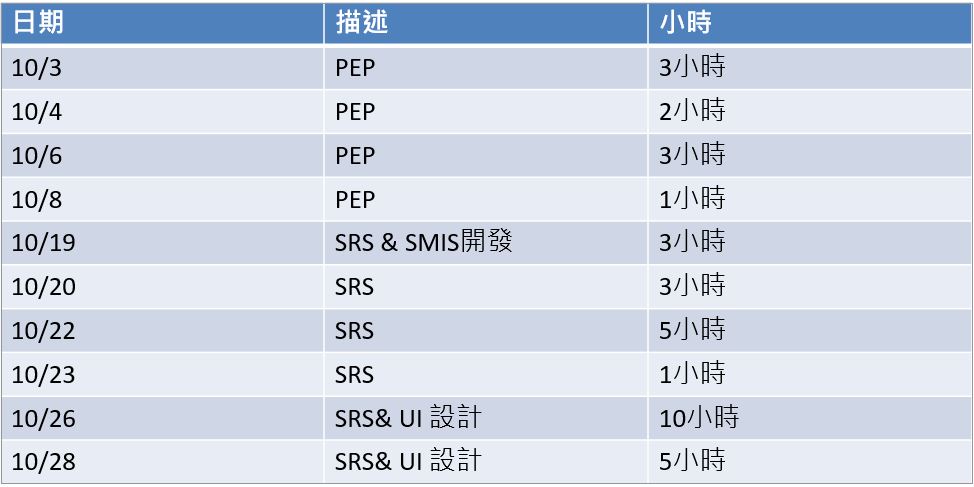 日期 描述 小時
10/3 PEP 3小時
10/4 PEP 2小時
10/6 PEP 3小時
10/8 PEP 1小時
10/19 SRS & SMIS開發 3小時
10/20 SRS 3小時
10/22 SRS 5小時
10/23 SRS 1小時
10/26 SRS& UI 設計 10小時
10/28 SRS& UI 設計 5小時